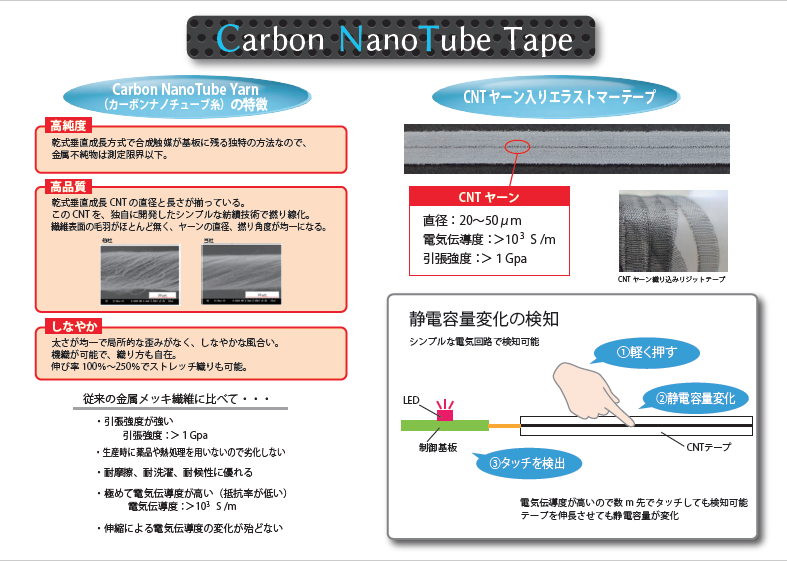 Carbon NanoTube Tape
Carbon NanoTube Yarn
（カーボンナノチューブ糸）の特徴
高純度
乾式垂直成長方式で合成触媒が基板に残る独特の方法なので、
金属不純物は測定限界以下。
高品質
乾式垂直成長 CNT の直径と長さが揃っている。
この CNT を、独自に開発したシンプルな紡績技術で撚り線化。
繊維表面の毛羽がほとんど無く、ヤーンの直径、撚り角度が均一になる。
他社
当社
しなやか
太さが均一で局所的な歪みがなく、しなやかな風合い。
機織が可能で、織り方も自在。
伸び率 100%～250%でストレッチ織りも可能。
従来の金属メッキ繊維に比べて・・・
・引張強度が強い
引張強度：＞ 1 Gpa
・生産時に薬品や熱処理を用いないので劣化しない
・耐摩擦、耐洗濯、耐候性に優れる
・極めて電気伝導度が高い（抵抗率が低い）
電気伝導度：＞10³ S /m
・伸縮による電気伝導度の変化が殆どない
CNT ヤーン入りエラストマーテープ
CNT ヤーン
直径：20～50μm
電気伝導度：＞10³ S /m
引張強度：＞ 1 Gpa
CNT ヤーン織り込みリジットテープ
静電容量変化の検知
シンプルな電気回路で検知可能
①軽く押す
②静電容量変化
LED
制御基板
CNTテープ
③タッチを検出
電気伝導度が高いので数 m 先でタッチしても検知可能
テープを伸長させても静電容量が変化